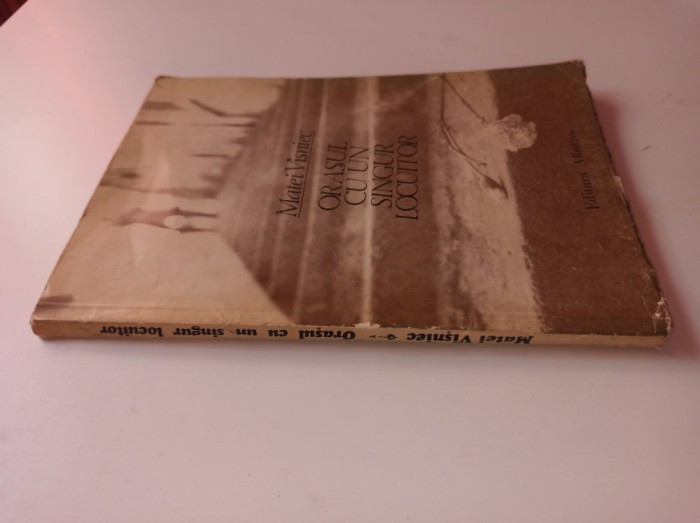 Matei Vişniec
ORAŞUL
CU UN
SINGUR
LOCUITOR
Editura Albatros
Matei Vişniec Oraşul cu un singur locuitor